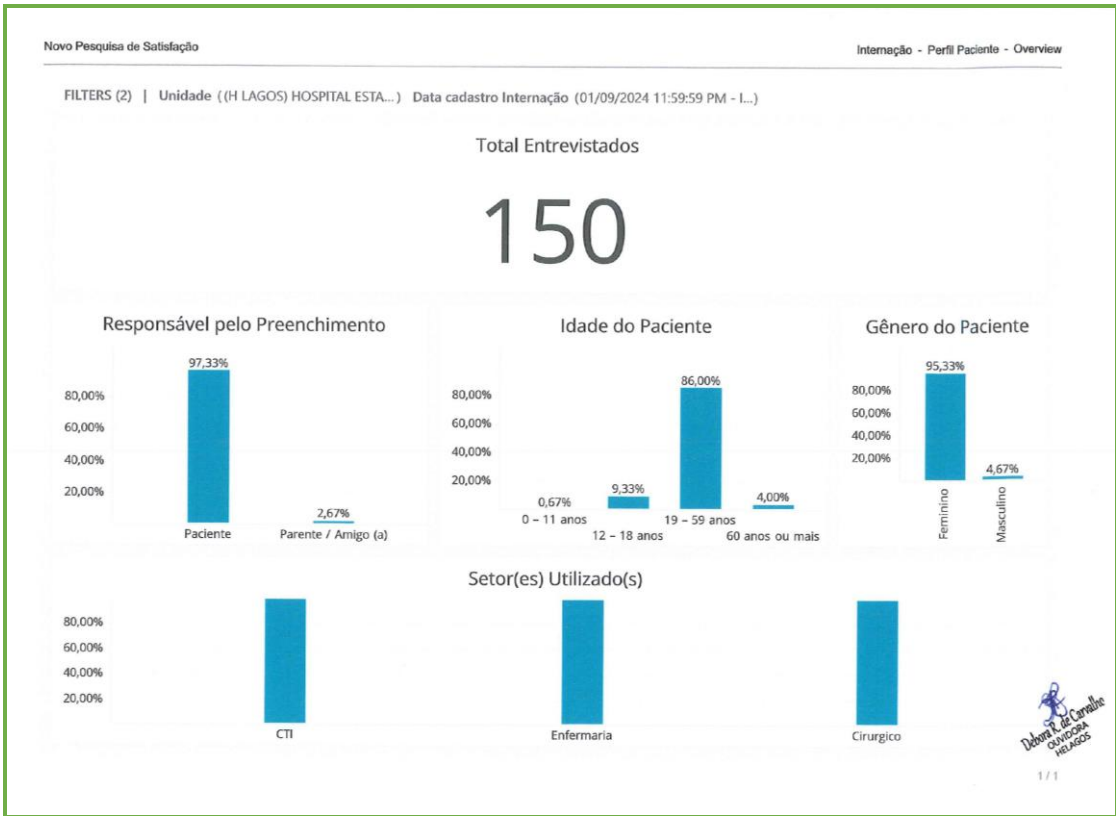 Novo Pesquisa de Satisfação
Internação - Perfil Paciente - Overview
FILTERS (2) | Unidade ((H LAGOS) HOSPITAL ESTA...) Data cadastro Internação (01/09/2024 11:59:59 PM - I...)
Total Entrevistados
150
Responsável pelo Preenchimento
97,33%
80,00%
60,00%
40,00%
20,00%
2,67%
Paciente
Parente / Amigo (a)
Idade do Paciente
86,00%
80,00%
60,00%
40,00%
20,00%
0,67%
9,33%
4,00%
0 – 11 anos
19 – 59 anos
12 – 18 anos
60 anos ou mais
Gênero do Paciente
95,33%
80,00%
60,00%
40,00%
20,00%
4,67%
Feminino
Masculino
Setor(es) Utilizado(s)
80,00%
60,00%
40,00%
20,00%
CTI
Enfermaria
Cirurgico
Debora R. de Carvalho
OUVIDORA
HELAGOS
1 / 1